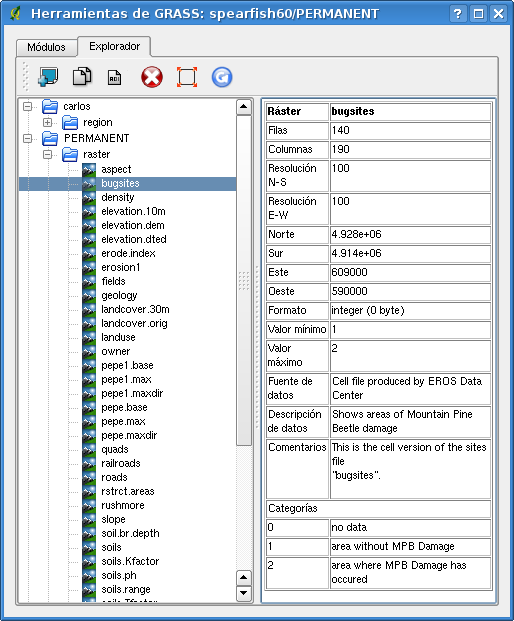 Herramientas de GRASS: spearfish60/PERMANENT
Módulos
Explorador
carlos
region
PERMANENT
raster
aspect
bugsites
density
elevation.10m
elevation.dem
elevation.dted
erode.index
erosion1
fields
geology
landcover.30m
landcover.orig
landuse
owner
pepe1.base
pepe1.max
pepe1.maxdir
pepe.base
pepe.max
pepe.maxdir
quads
railroads
roads
rstrct.areas
rushmore
slope
soil.br.depth
soils
soils.Kfactor
soils.ph
soils.range
soils.Tfactor
Ráster bugsites
Filas 140
Columnas 190
Resolución 100
N-S
Resolución 100
E-W
Norte 4.928e+06
Sur 4.914e+06
Este 609000
Oeste 590000
Formato integer (0 byte)
Valor mínimo 1
Valor 2
máximo
Fuente de Cell file produced by EROS Data
datos Center
Descripción Shows areas of Mountain Pine
de datos Beetle damage
Comentarios This is the cell version of the sites
file
"bugsites".
Categorías
0 no data
1 area without MPB Damage
2 area where MPB Damage has
occured